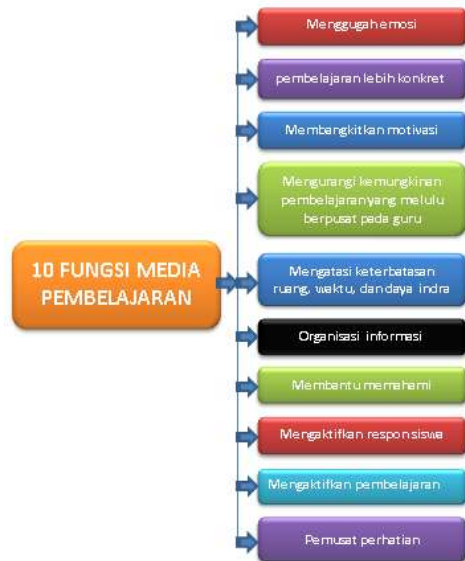 Menggugah emosi
pembelajaran lebih konkret
Membangkitkan motivasi
Mengurangi kemungkinan
pembelajaran yang melulu
berpusat pada guru
10 FUNGSI MEDIA
PEMBELAJARAN
Mengatasi keterbatasan
ruang, waktu, dan daya indra
Organisasi informasi
Membantu memahami
Mengaktifkan respon siswa
Mengaktifkan pembelajaran
Pemusat perhatian